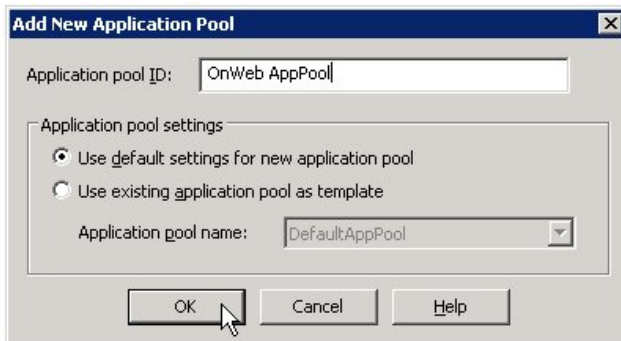 Add New Application Pool
Application pool ID: OnWeb AppPool
Application pool settings
Use default settings for new application pool
Use existing application pool as template
Application pool name: DefaultAppPool
OK Cancel Help